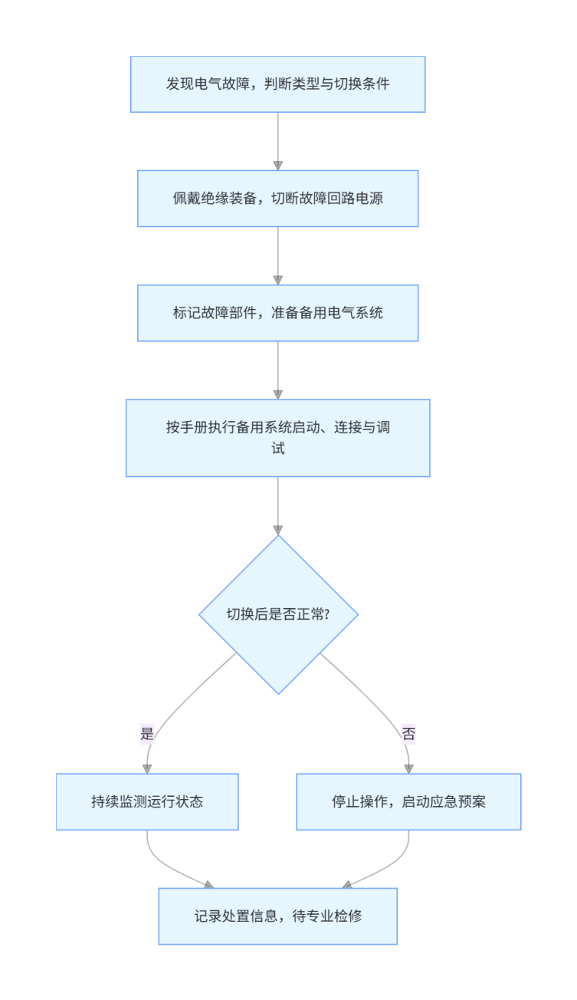 发现电气故障，判断类型与切换条件
佩戴绝缘装备，切断故障回路电源
标记故障部件，准备备用电气系统
按手册执行备用系统启动、连接与调
试
切换后是否正常?
是
否
持续监测运行状态
停止操作，启动应急预案
记录处置信息，待专业检修